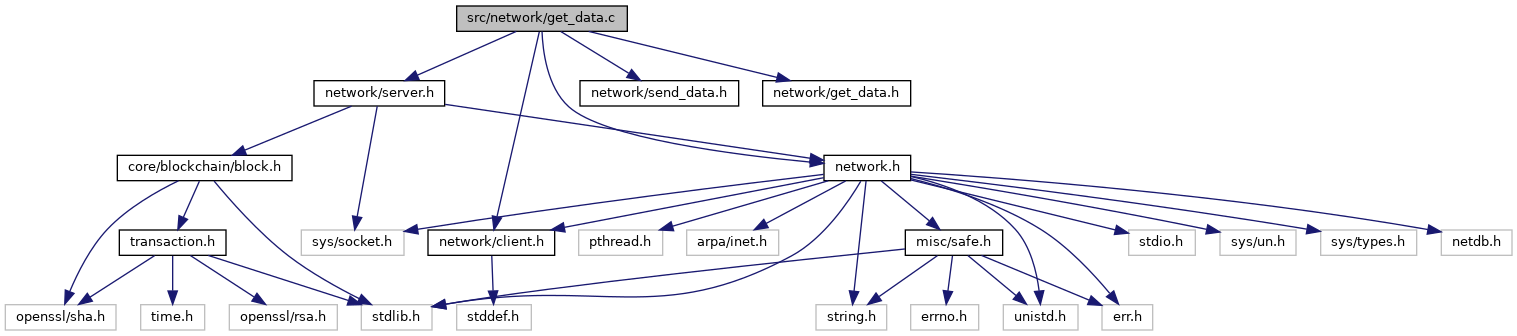 src/network/get_data.c
network/server.h
network/send_data.h
network/get_data.h
core/blockchain/block.h
network.h
transaction.h
sys/socket.h
network/client.h
pthread.h
arpa/inet.h
misc/safe.h
stdio.h
sys/un.h
sys/types.h
netdb.h
openssl/sha.h
time.h
openssl/rsa.h
stdlib.h
stddef.h
string.h
errno.h
unistd.h
err.h